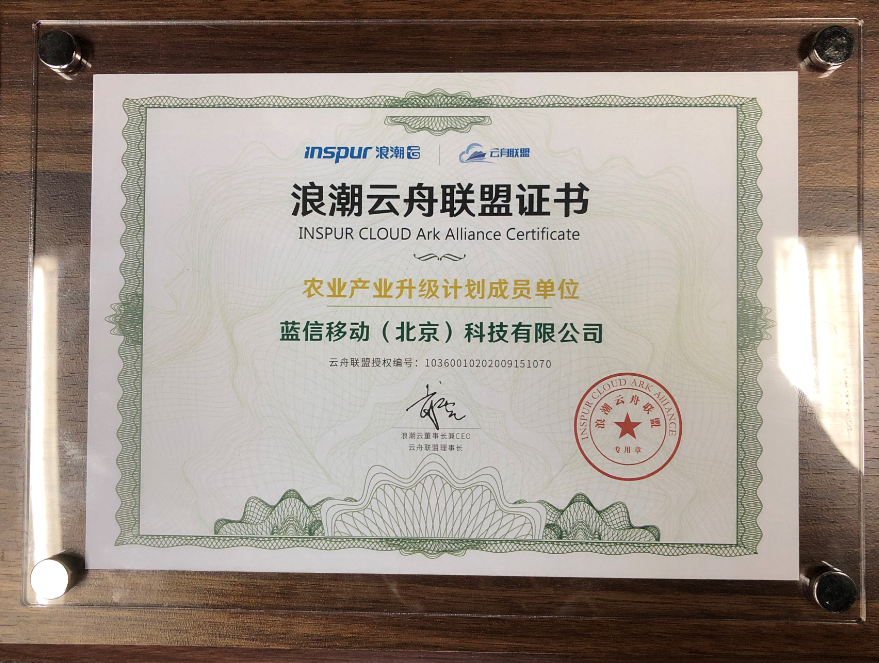 inspur 浪潮云 云舟联盟
浪潮云舟联盟证书
INSPUR CLOUD Ark Alliance Certificate
农业产业升级计划成员单位
蓝信移动（北京）科技有限公司
云舟联盟授权编号：10360010202009151070
浪潮云董事长兼CEO
云舟联盟理事长
INSPUR CLOUD ARK ALLIANCE
浪潮云舟联盟
专用章